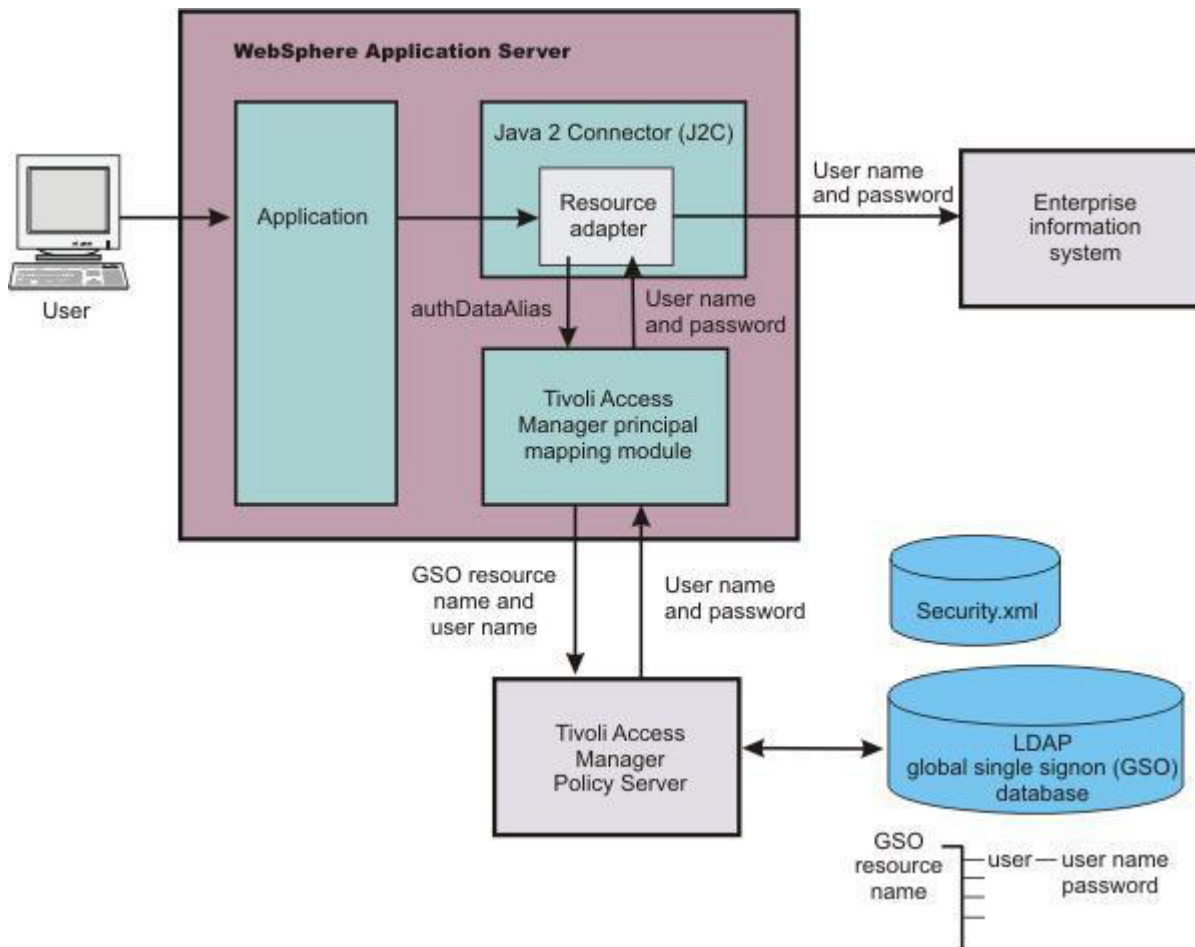 WebSphere Application Server
Java 2 Connector (J2C)
User name
and password
Application
Resource
adapter
Enterprise
information
system
User
authDataAlias
User name
and password
Tivoli Access
Manager principal
mapping module
GSO resource
name and
user name
User name
and password
Security.xml
Tivoli Access
Manager
Policy Server
LDAP
global single signon (GSO)
database
GSO
resource
name
user
user name
password